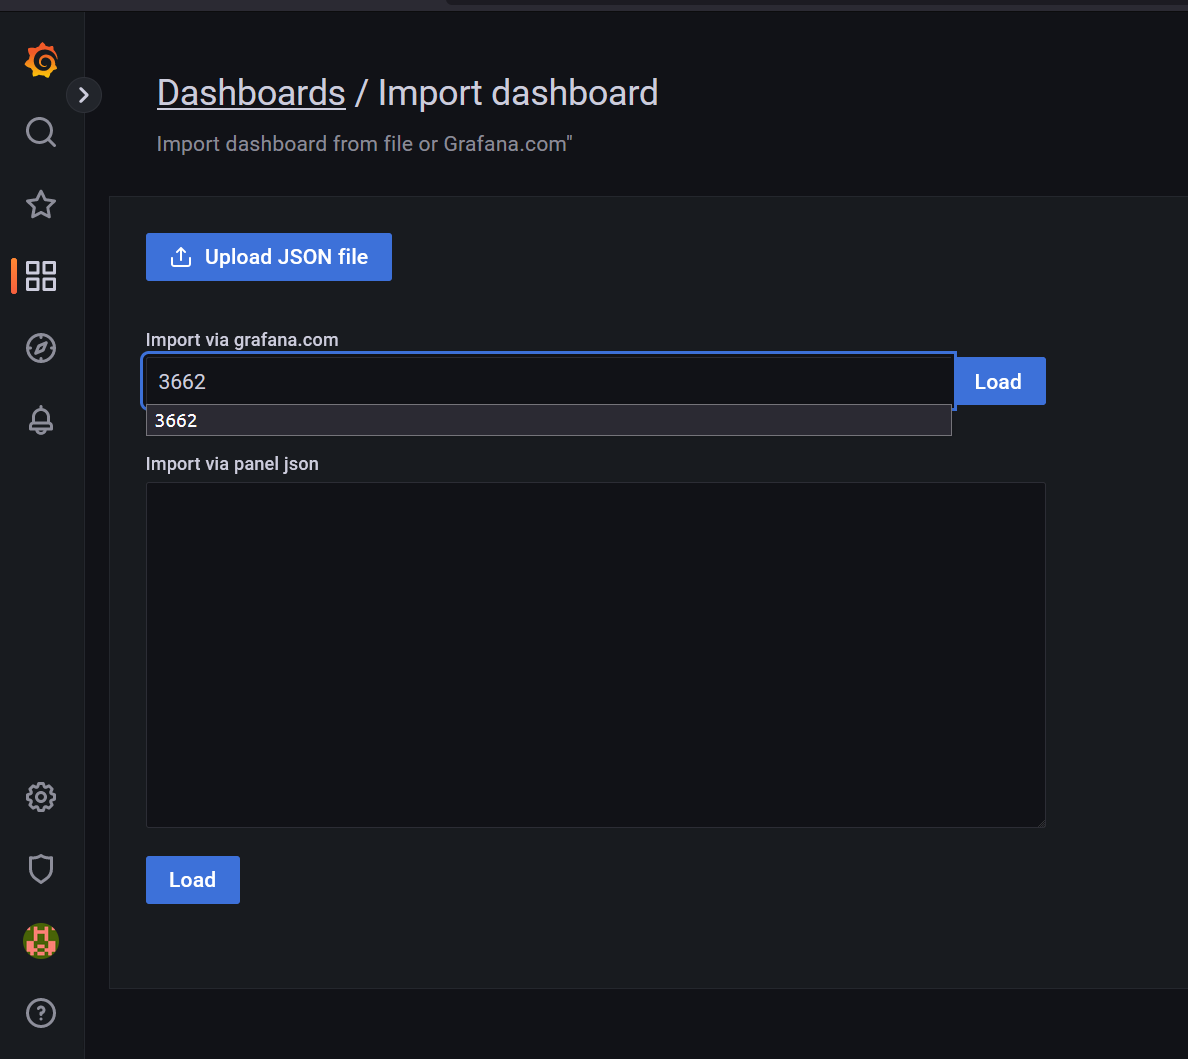 Dashboards / Import dashboard
Import dashboard from file or Grafana.com"
Upload JSON file
Import via grafana.com
3662
Load
3662
Import via panel json
Load